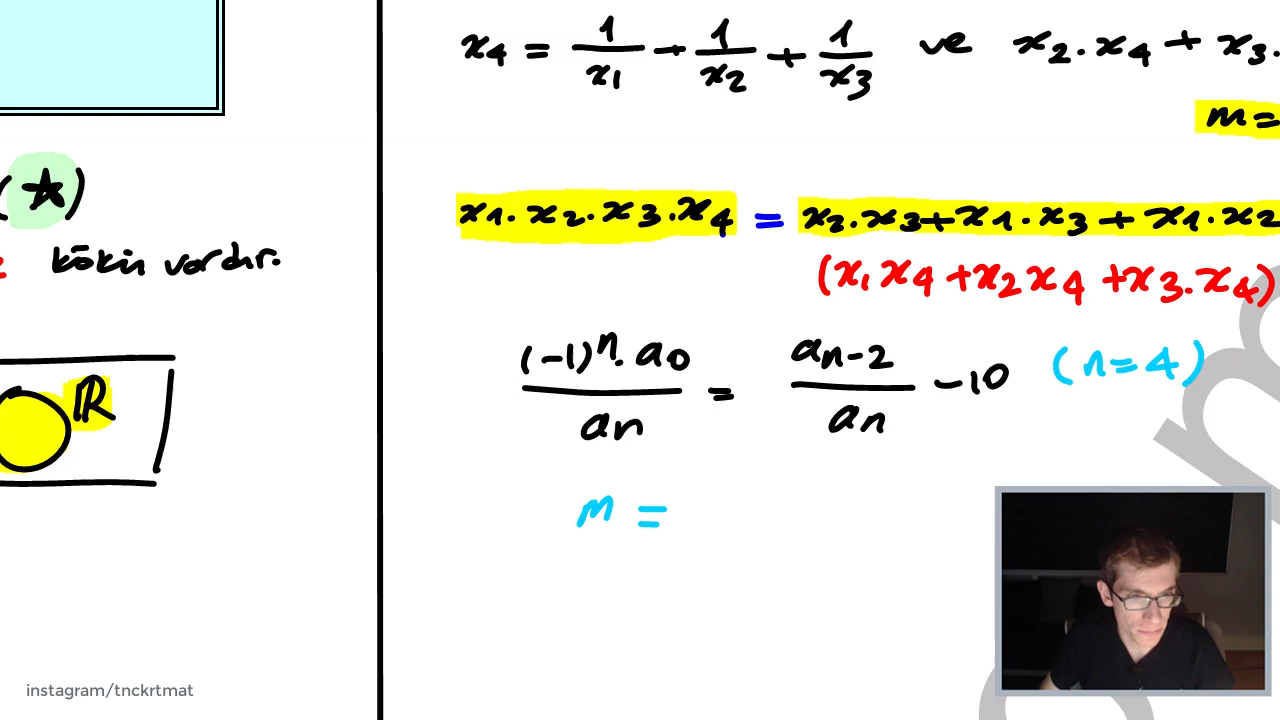 x₄ = 1/x₁ + 1/x₂ + 1/x₃ ve x₂.x₄ + x₃.
m =
(★)
x₁.x₂.x₃.x₄ = x₂.x₃+x₁.x₃+x₁.x₂
kökü vardır.
(x₁x₄+x₂x₄+x₃.x₄)
(-1)ⁿ.a₀/aₙ = aₙ₋₂/aₙ -10 (n=4)
ℝ
m =
instagram/tnckrtmat